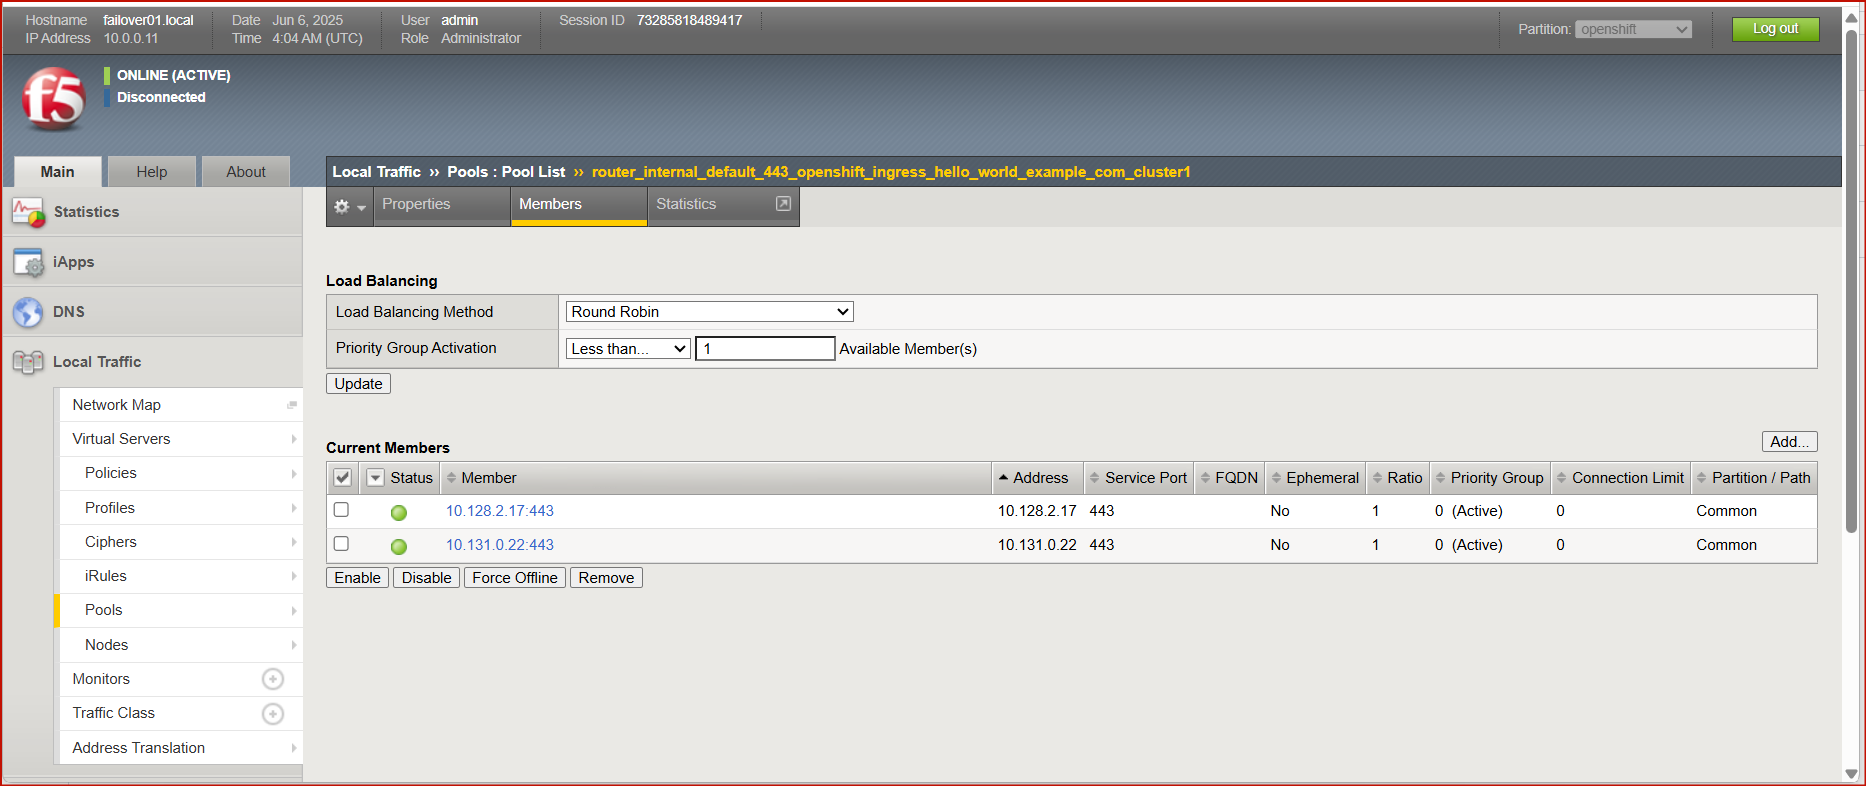 Hostname failover01.local Date Jun 6, 2025 User admin Session ID 73285818489417
IP Address 10.0.0.11 Time 4:04 AM (UTC) Role Administrator
Partition: openshift Log out
f5
ONLINE (ACTIVE)
Disconnected
Main Help About
Local Traffic ›› Pools : Pool List ›› router_internal_default_443_openshift_ingress_hello_world_example_com_cluster1
Properties Members Statistics
Statistics
iApps
DNS
Local Traffic
Network Map
Virtual Servers
Policies
Profiles
Ciphers
iRules
Pools
Nodes
Monitors
Traffic Class
Address Translation
Load Balancing
Load Balancing Method Round Robin
Priority Group Activation Less than... 1 Available Member(s)
Update
Current Members Add...
Status Member Address Service Port FQDN Ephemeral Ratio Priority Group Connection Limit Partition / Path
10.128.2.17:443 10.128.2.17 443 No 1 0 (Active) 0 Common
10.131.0.22:443 10.131.0.22 443 No 1 0 (Active) 0 Common
Enable Disable Force Offline Remove